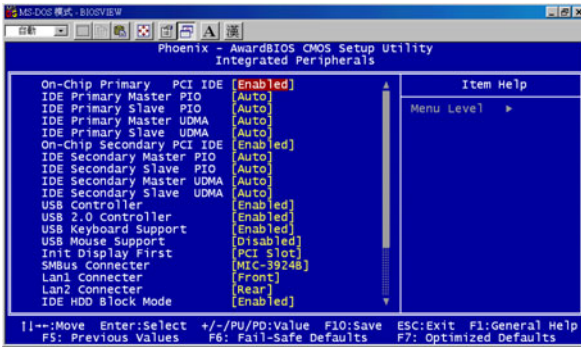 MS-DOS 模式 - BIOSVIEW
自動
A 漢
Phoenix - AwardBIOS CMOS Setup Utility
Integrated Peripherals
On-Chip Primary PCI IDE [Enabled]
IDE Primary Master PIO [Auto]
IDE Primary Slave PIO [Auto]
IDE Primary Master UDMA [Auto]
IDE Primary Slave UDMA [Auto]
On-Chip Secondary PCI IDE [Enabled]
IDE Secondary Master PIO [Auto]
IDE Secondary Slave PIO [Auto]
IDE Secondary Master UDMA [Auto]
IDE Secondary Slave UDMA [Auto]
USB Controller [Enabled]
USB 2.0 Controller [Enabled]
USB Keyboard Support [Enabled]
USB Mouse Support [Disabled]
Init Display First [PCI Slot]
SMBus Connecter [MIC-3924B]
Lan1 Connecter [Front]
Lan2 Connecter [Rear]
IDE HDD Block Mode [Enabled]
Item Help
Menu Level ►
↑↓→←:Move Enter:Select +/-/PU/PD:Value F10:Save ESC:Exit F1:General Help
F5: Previous Values F6: Fail-Safe Defaults F7: Optimized Defaults